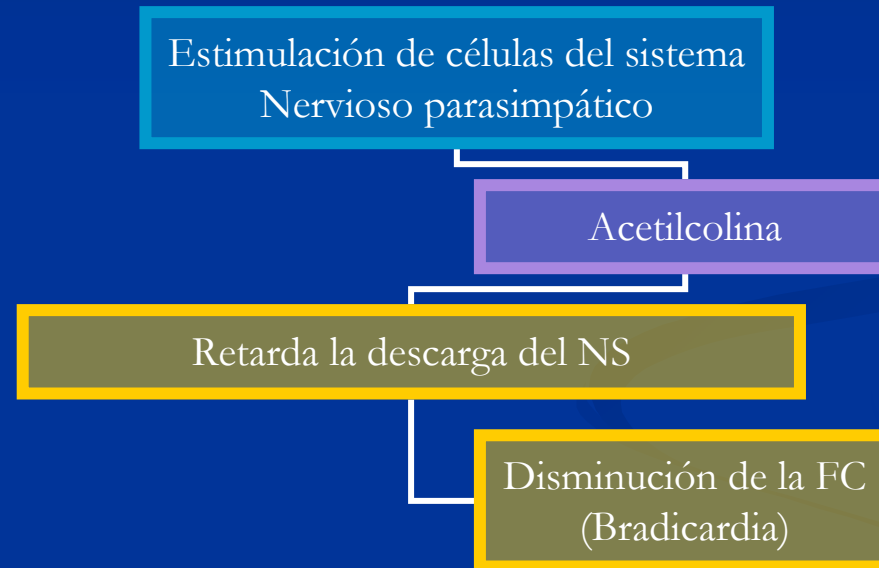 Estimulación de células del sistema
Nervioso parasimpático
Acetilcolina
Retarda la descarga del NS
Disminución de la FC
(Bradicardia)